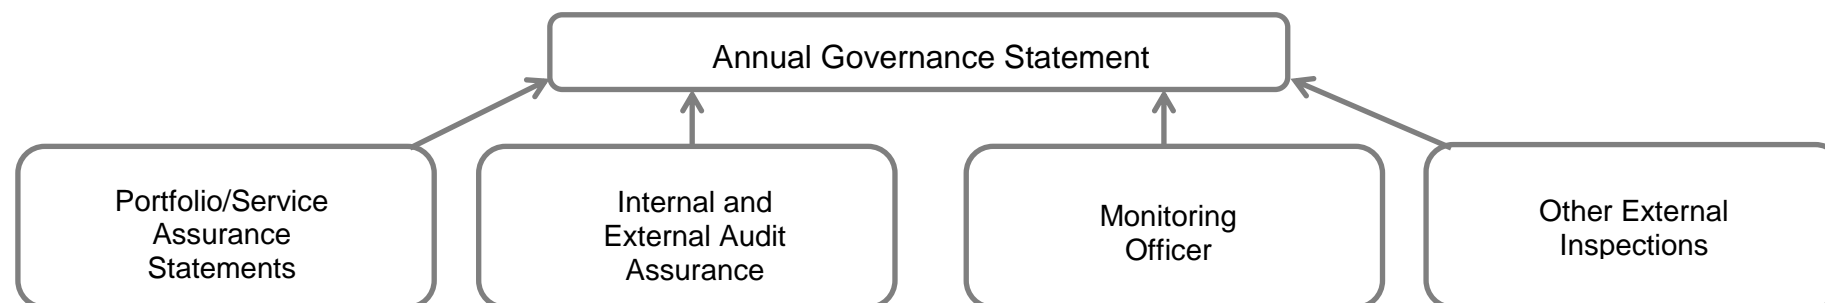 Annual Governance Statement
Portfolio/Service
Assurance
Statements
Internal and
External Audit
Assurance
Monitoring
Officer
Other External
Inspections